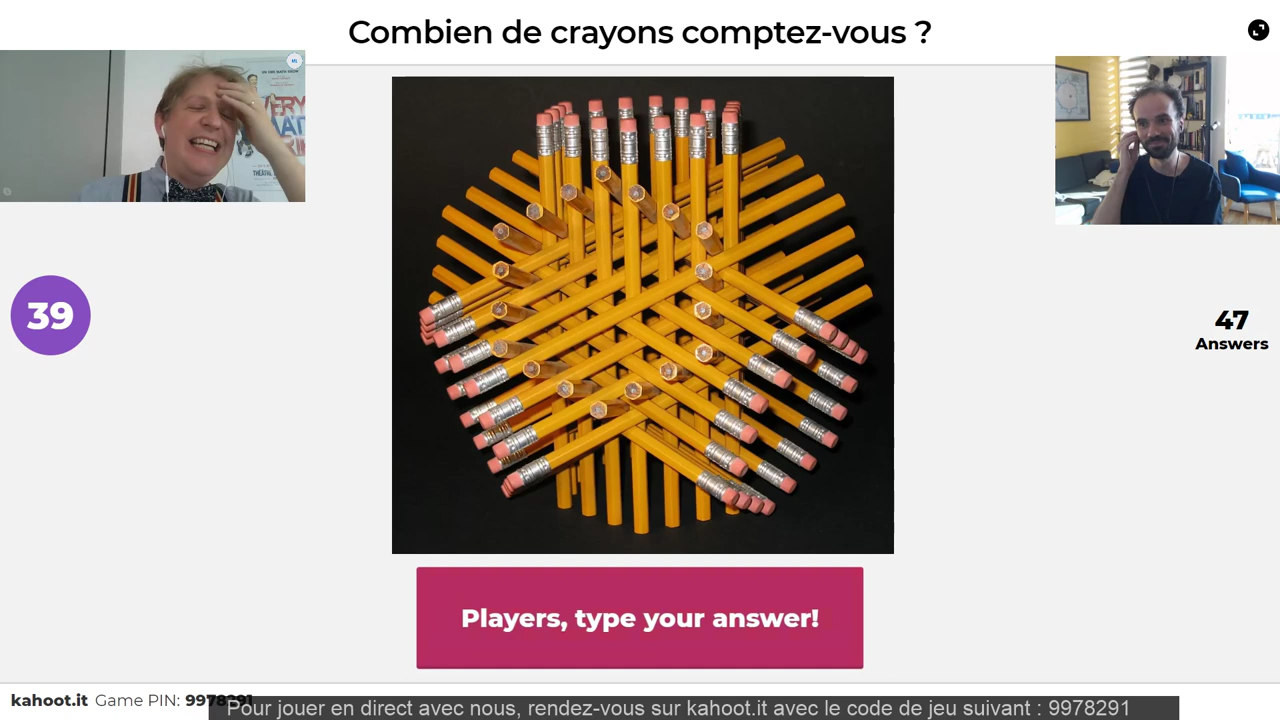 Combien de crayons comptez-vous ?
39
47
Answers
Players, type your answer!
kahoot.it Game PIN: 9978291
Pour jouer en direct avec nous, rendez-vous sur kahoot.it avec le code de jeu suivant : 9978291